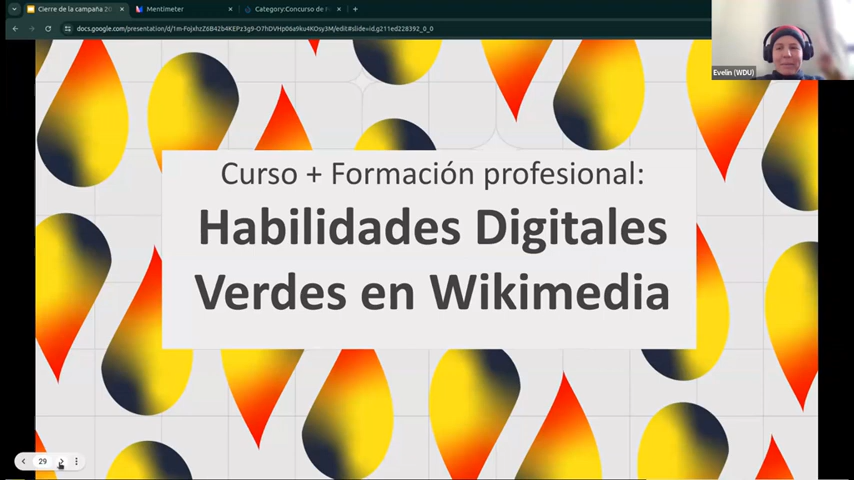 Cierre de la campaña 20
Mentimeter
Category:Concurso de F
docs.google.com/presentation/d/1m-FojxhzZ6B42b4KEPz3g9-O7hDVHp06a9ku4KOsy3M/edit#slide=id.g211ed228392_0_0
Evelin (WDU)
Curso + Formación profesional:
Habilidades Digitales
Verdes en Wikimedia
29